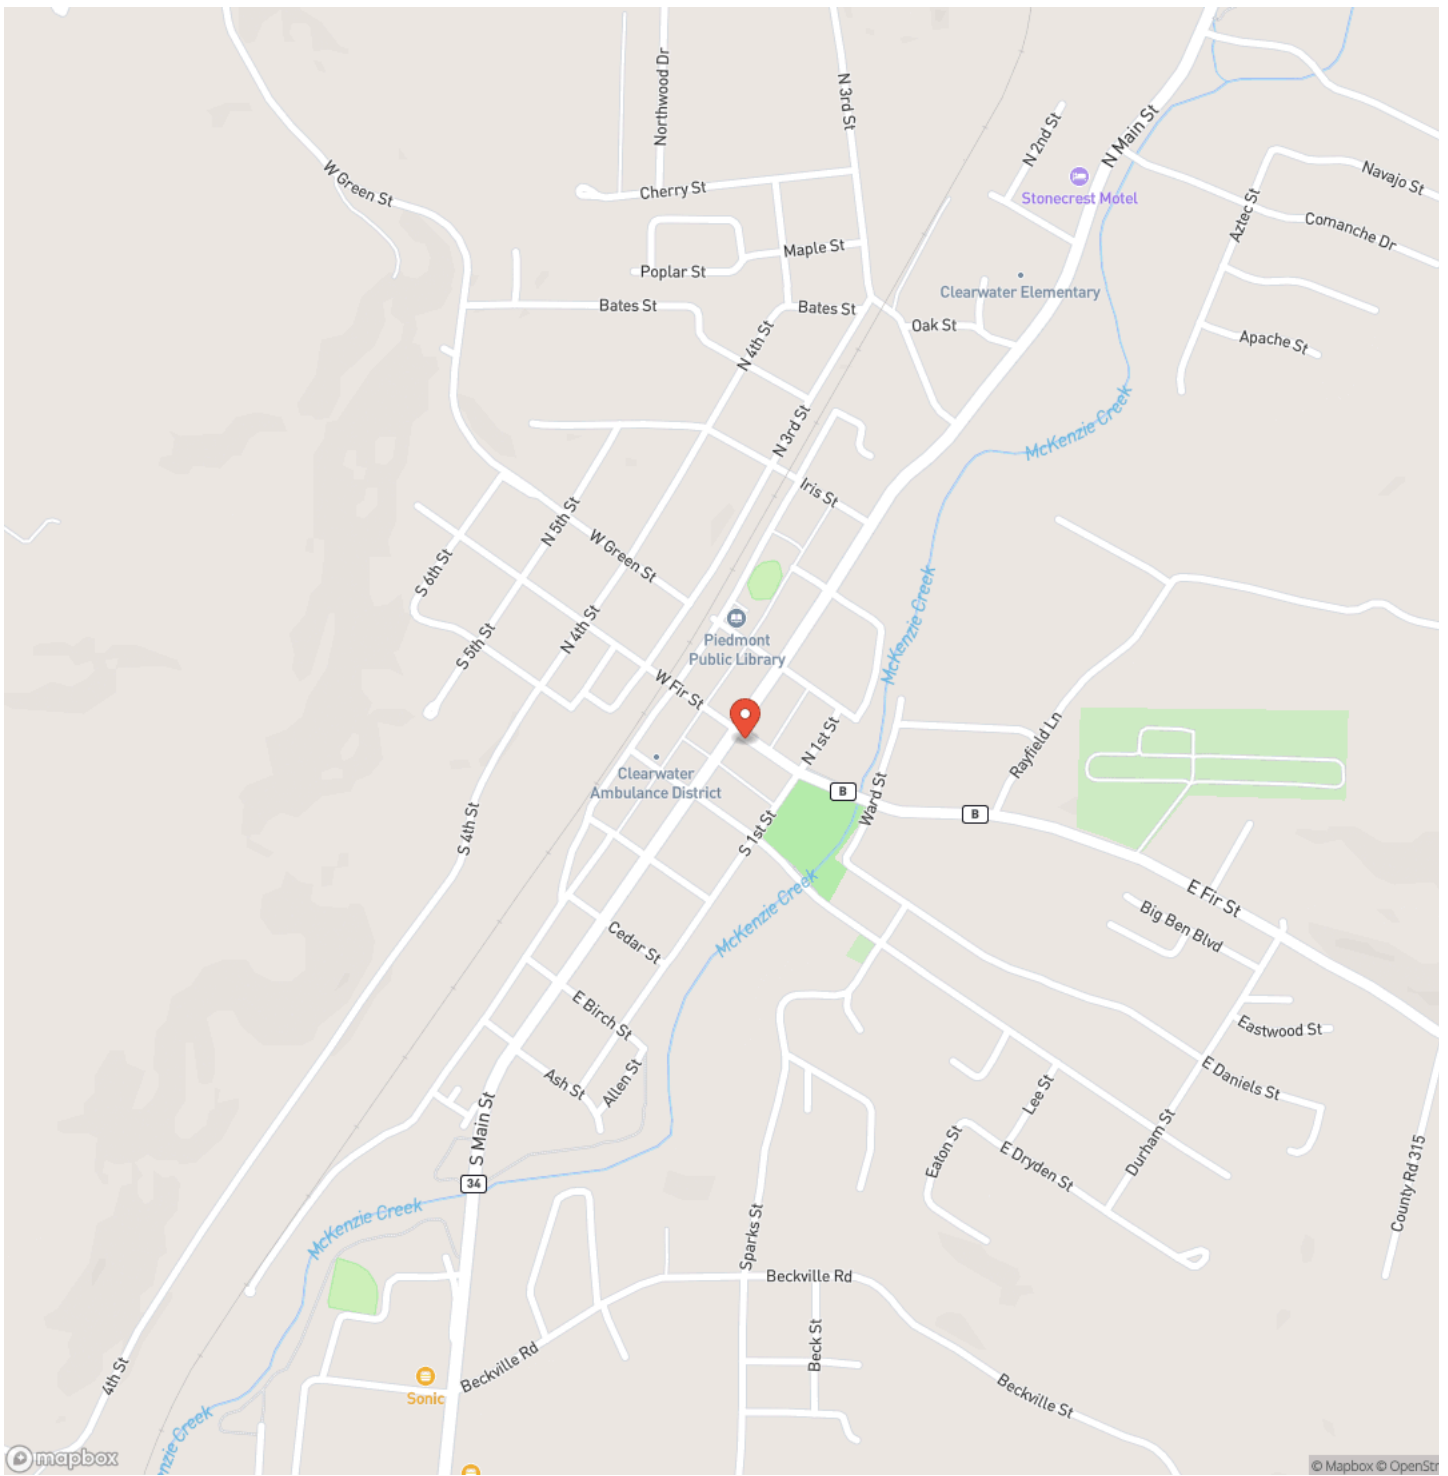 Northwood Dr
N 3rd St
N 2nd St
N Main St
W Green St
Cherry St
Stonecrest Motel
Navajo St
Aztec St
Comanche Dr
Maple St
Poplar St
Clearwater Elementary
Bates St
Bates St
Oak St
N 4th St
Apache St
McKenzie Creek
N 3rd St
Iris St
N 5th St
W Green St
S 6th St
McKenzie Creek
N 4th St
S 5th St
Piedmont
Public Library
W Fir St
N 1st St
Rayfield Ln
Clearwater
Ambulance District
B
Ward St
B
S 4th St
S 1st St
McKenzie Creek
E Fir St
Big Ben Blvd
Cedar St
E Birch St
Eastwood St
Ash St
Allen St
E Daniels St
Lee St
S Main St
Durham St
Eaton St
E Dryden St
County Rd 315
34
McKenzie Creek
Sparks St
Beckville Rd
Beck St
4th St
Beckville Rd
Sonic
Beckville St
nzie Creek
mapbox
© Mapbox © OpenStr